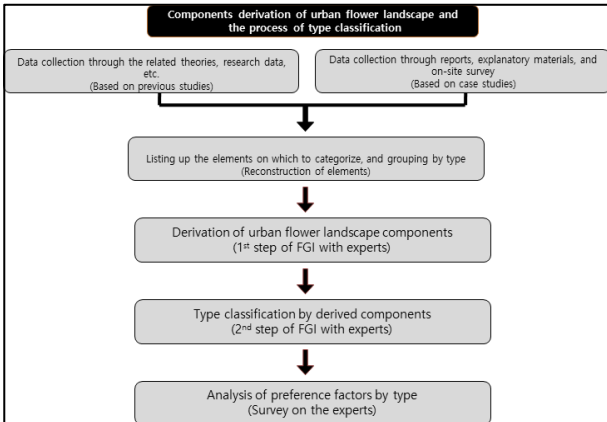 Components derivation of urban flower landscape and
the process of type classification
Data collection through the related theories, research data,
etc.
(Based on previous studies)
Data collection through reports, explanatory materials, and
on-site survey
(Based on case studies)
Listing up the elements on which to categorize, and grouping by type
(Reconstruction of elements)
Derivation of urban flower landscape components
(1st step of FGI with experts)
Type classification by derived components
(2nd step of FGI with experts)
Analysis of preference factors by type
(Survey on the experts)